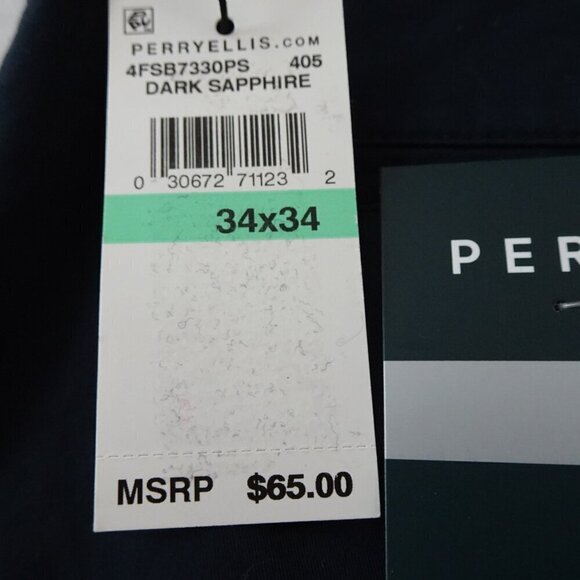 PERRYELLIS.COM
4FSB7330PS 405
DARK SAPPHIRE
0 30672 71123 2
34x34
MSRP $65.00
PER